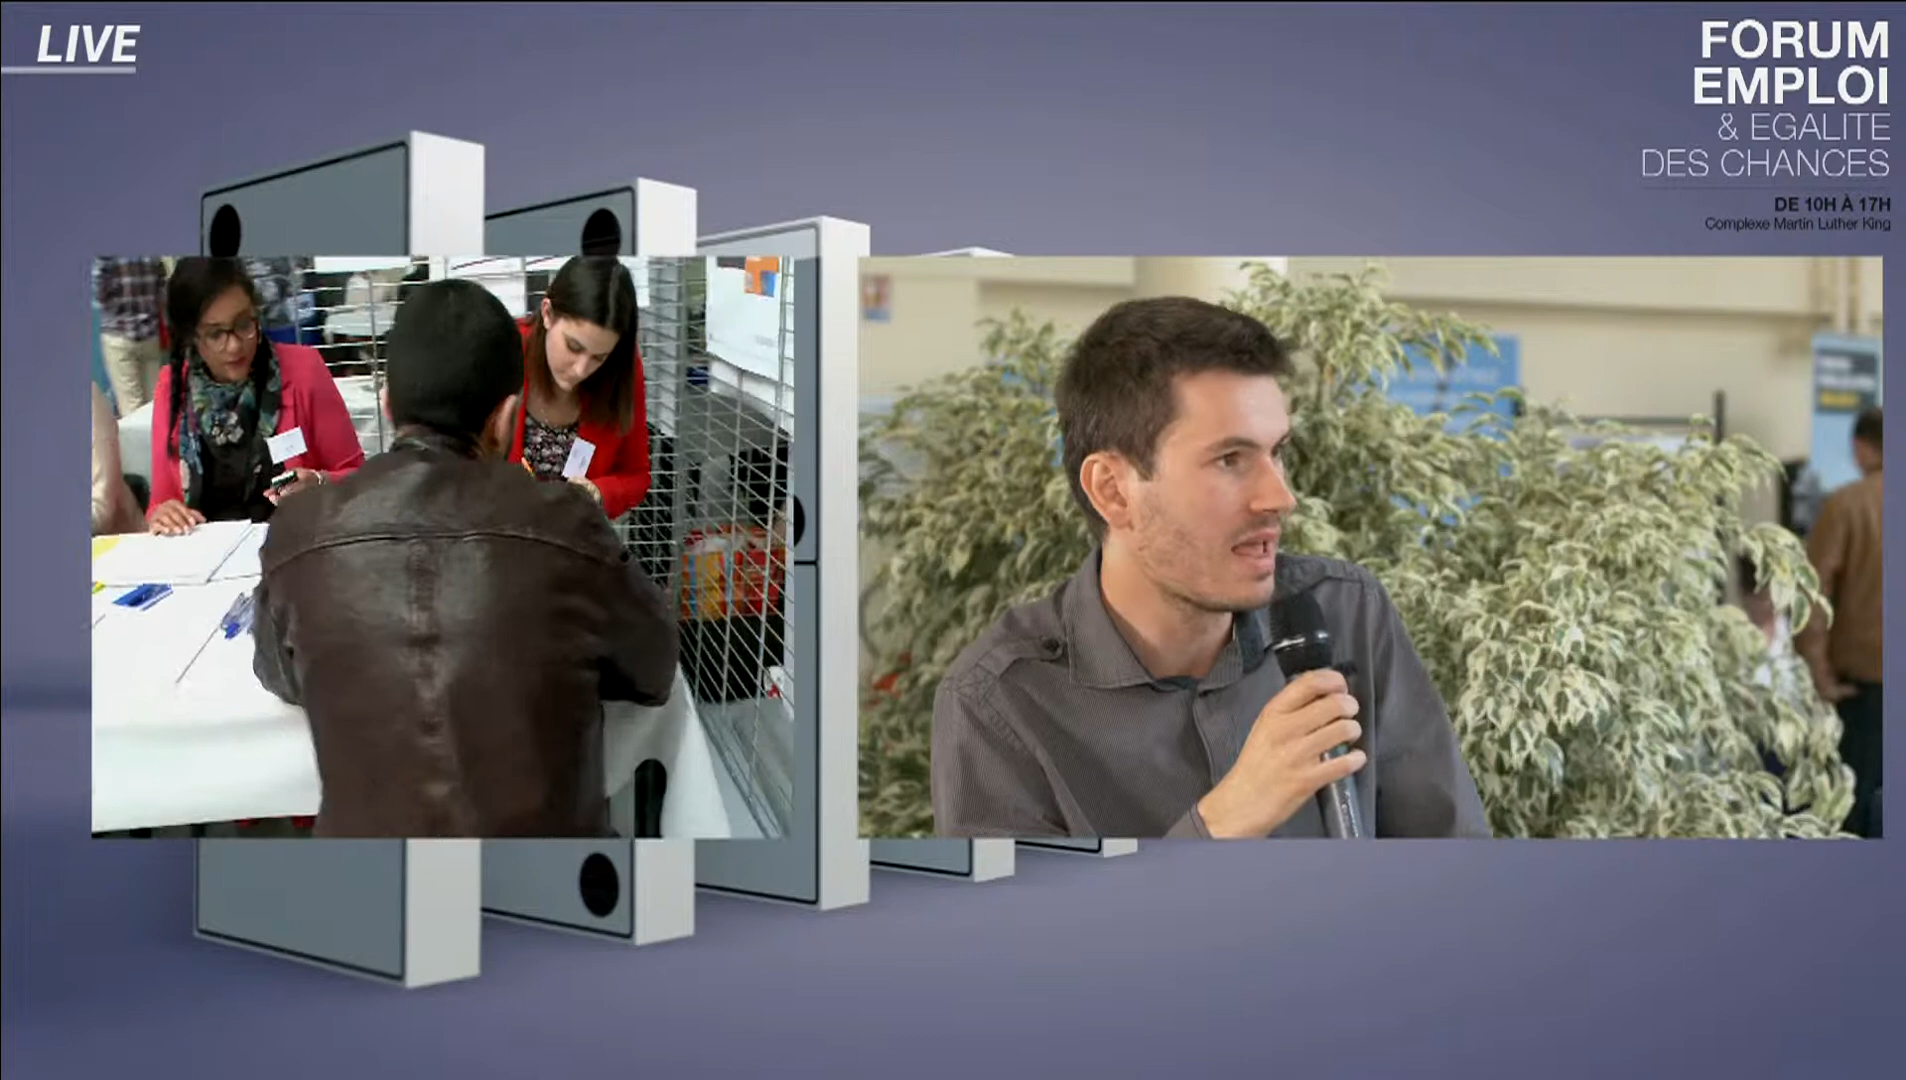 LIVE
FORUM
EMPLOI
& EGALITE
DES CHANCES
DE 10H À 17H
Complexe Martin Luther King